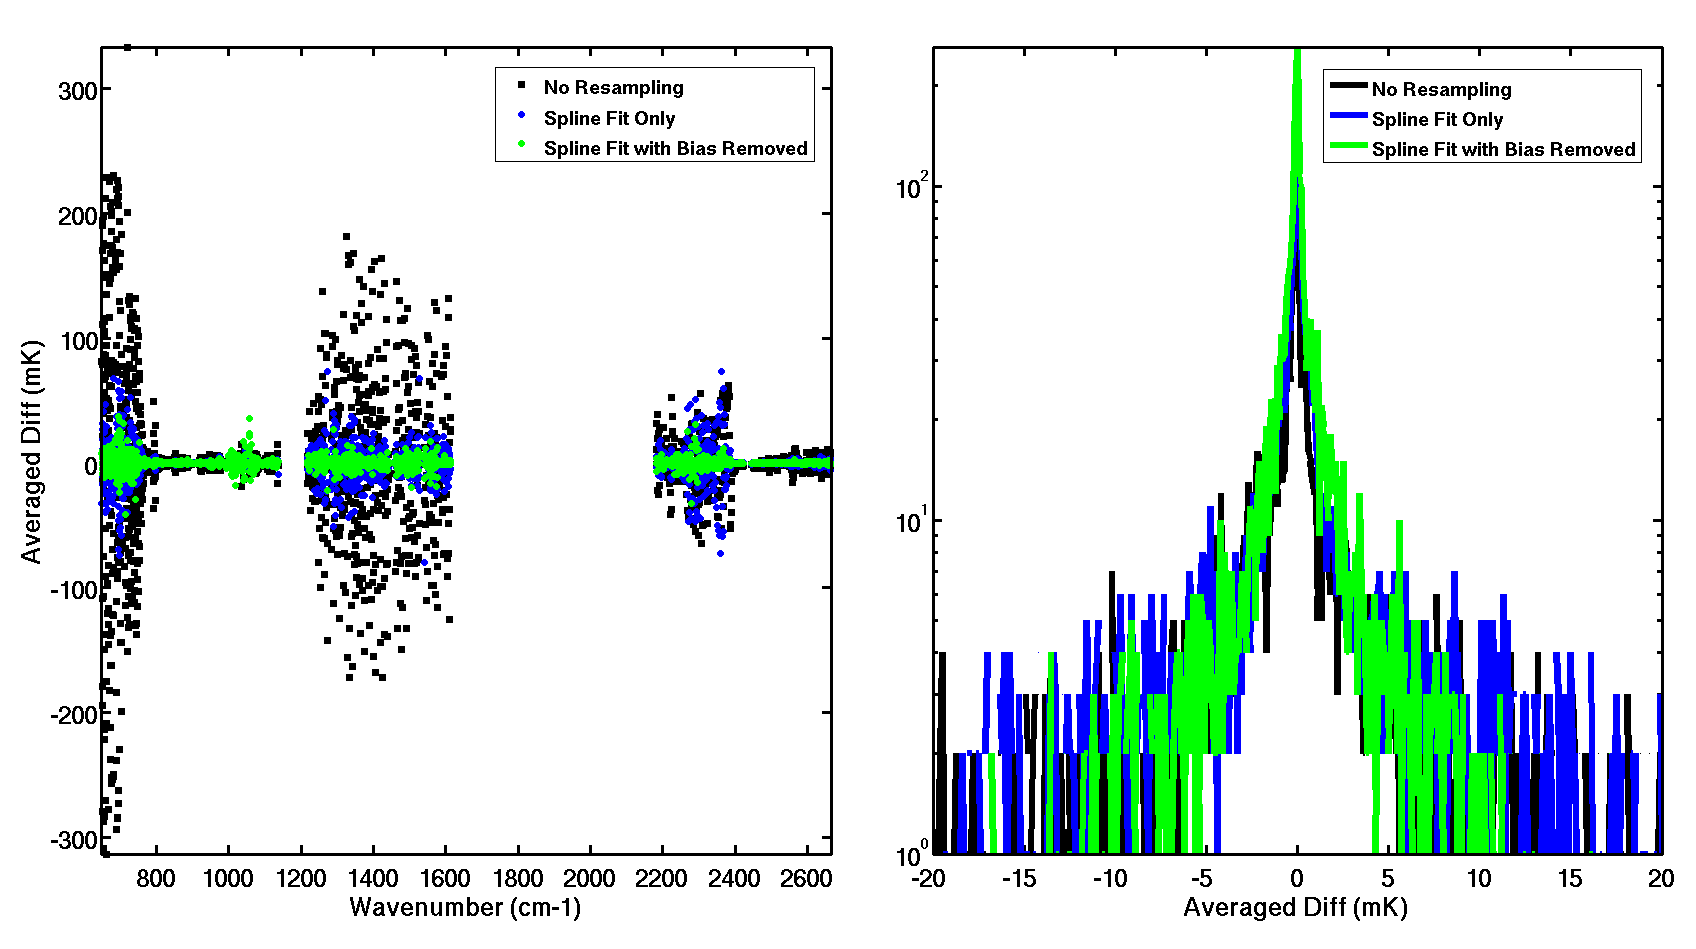 300
200
100
0
-100
-200
-300
Averaged Diff (mK)
No Resampling
Spline Fit Only
Spline Fit with Bias Removed
800 1000 1200 1400 1600 1800 2000 2200 2400 2600
Wavenumber (cm-1)
No Resampling
Spline Fit Only
Spline Fit with Bias Removed
10²
10¹
10⁰
-20 -15 -10 -5 0 5 10 15 20
Averaged Diff (mK)